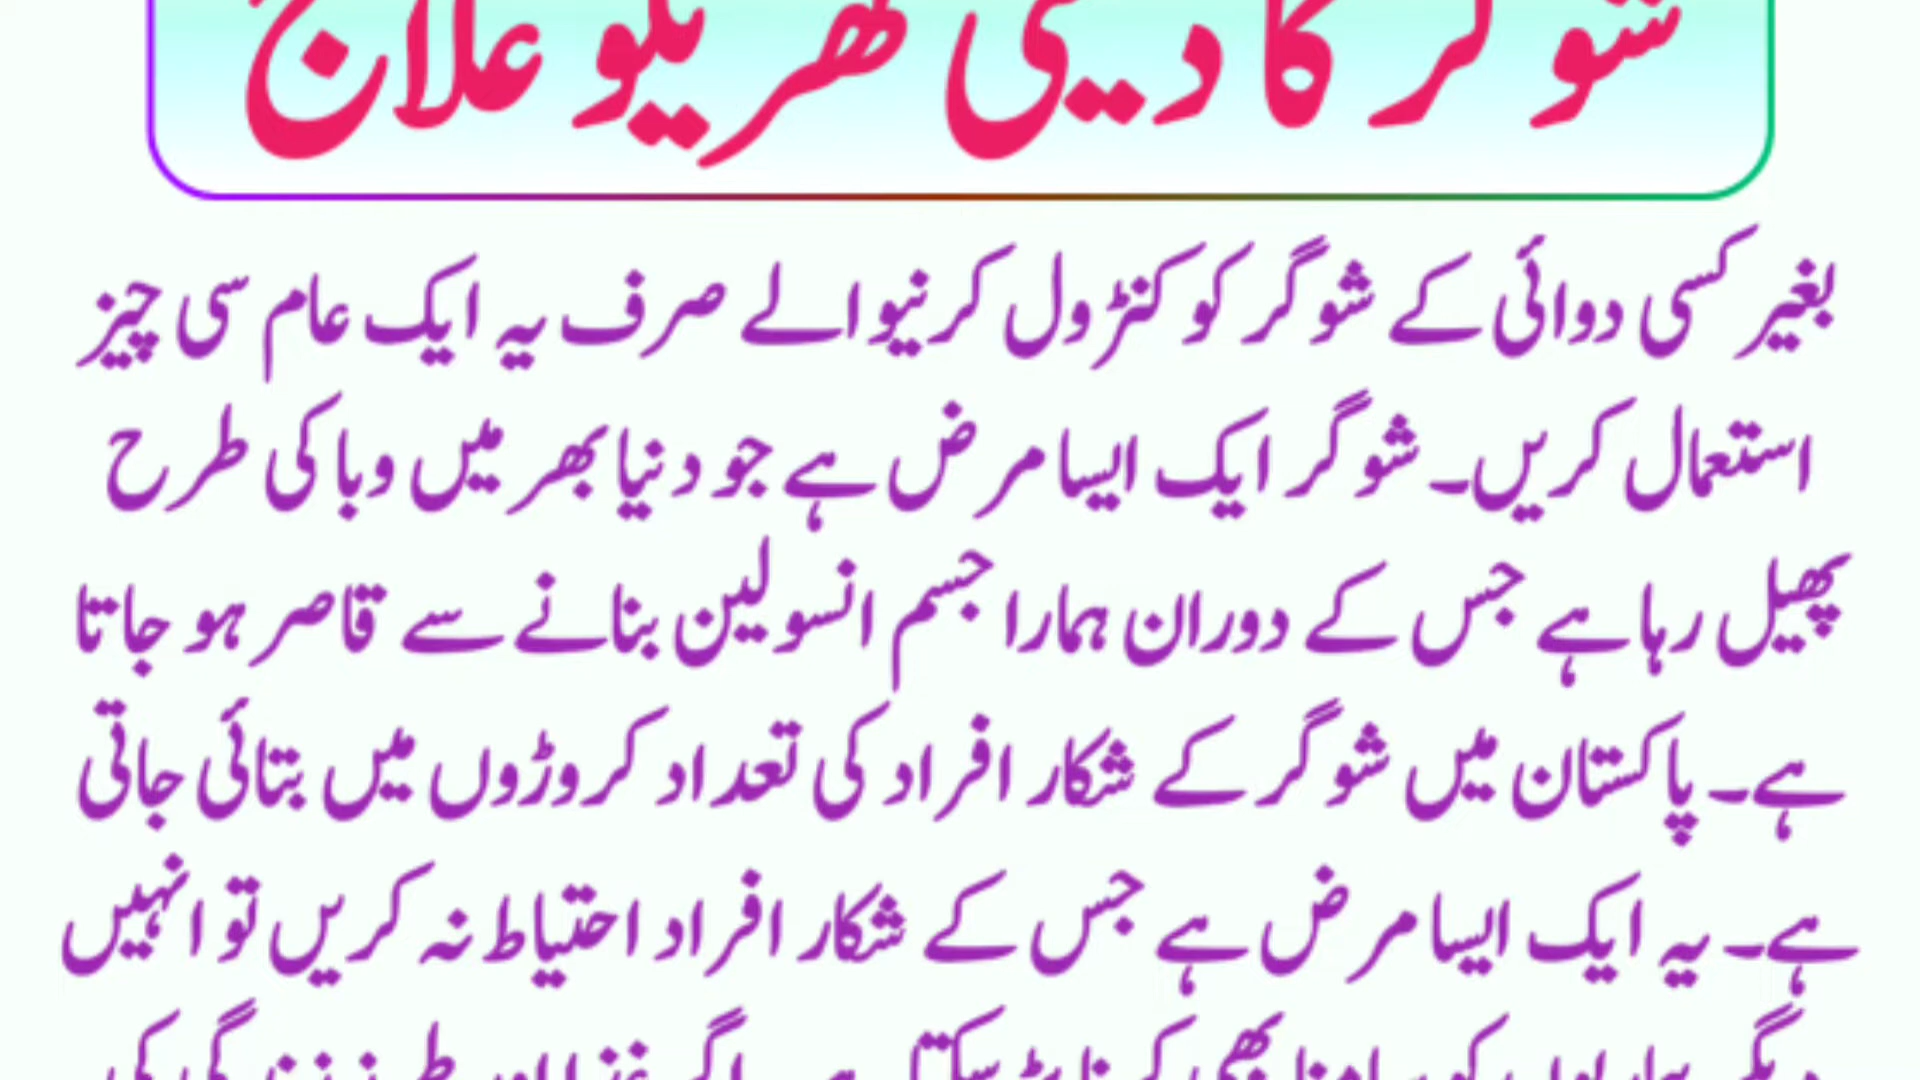 شوگر کا دیسی گھریلو علاج
بغیر کسی دوائی کے شوگر کو کنٹرول کرنیوالے صرف یہ ایک عام سی چیز
استعمال کریں۔ شوگر ایک ایسا مرض ہے جو دنیا بھر میں وبا کی طرح
پھیل رہا ہے جس کے دوران ہمارا جسم انسولین بنانے سے قاصر ہو جاتا
ہے۔ پاکستان میں شوگر کے شکار افراد کی تعداد کروڑوں میں بتائی جاتی
ہے۔ یہ ایک ایسا مرض ہے جس کے شکار افراد احتیاط نہ کریں تو انہیں